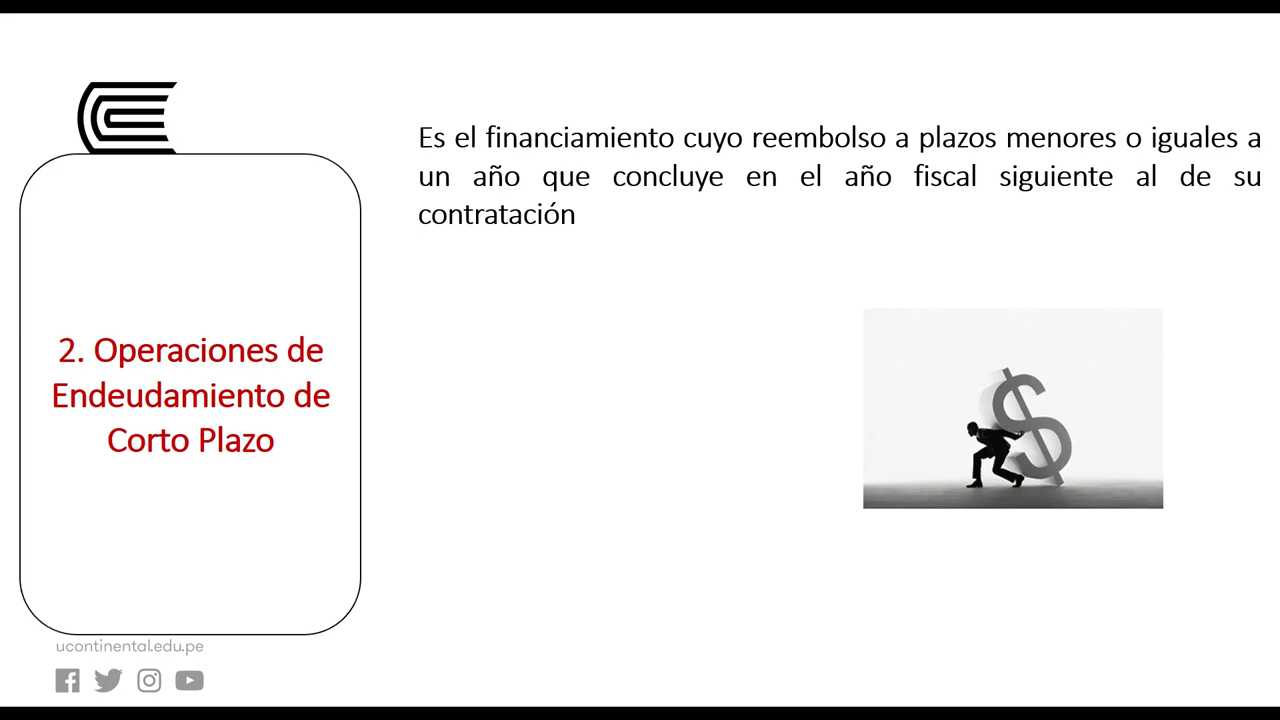 Es el financiamiento cuyo reembolso a plazos menores o iguales a
un año que concluye en el año fiscal siguiente al de su
contratación
2. Operaciones de
Endeudamiento de
Corto Plazo
ucontinental.edu.pe